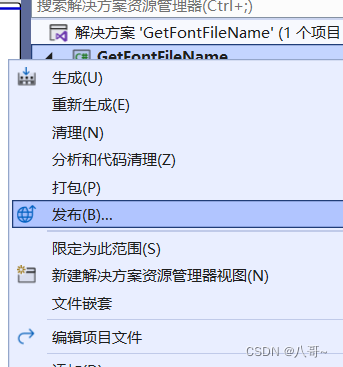 搜索解决方案资源管理器(Ctrl+;)
解决方案 'GetFontFileName' (1 个项目
GetFontFileName
生成(U)
重新生成(E)
清理(N)
分析和代码清理(Z)
打包(P)
发布(B)...
限定为此范围(S)
新建解决方案资源管理器视图(N)
文件嵌套
编辑项目文件
CSDN @八哥~